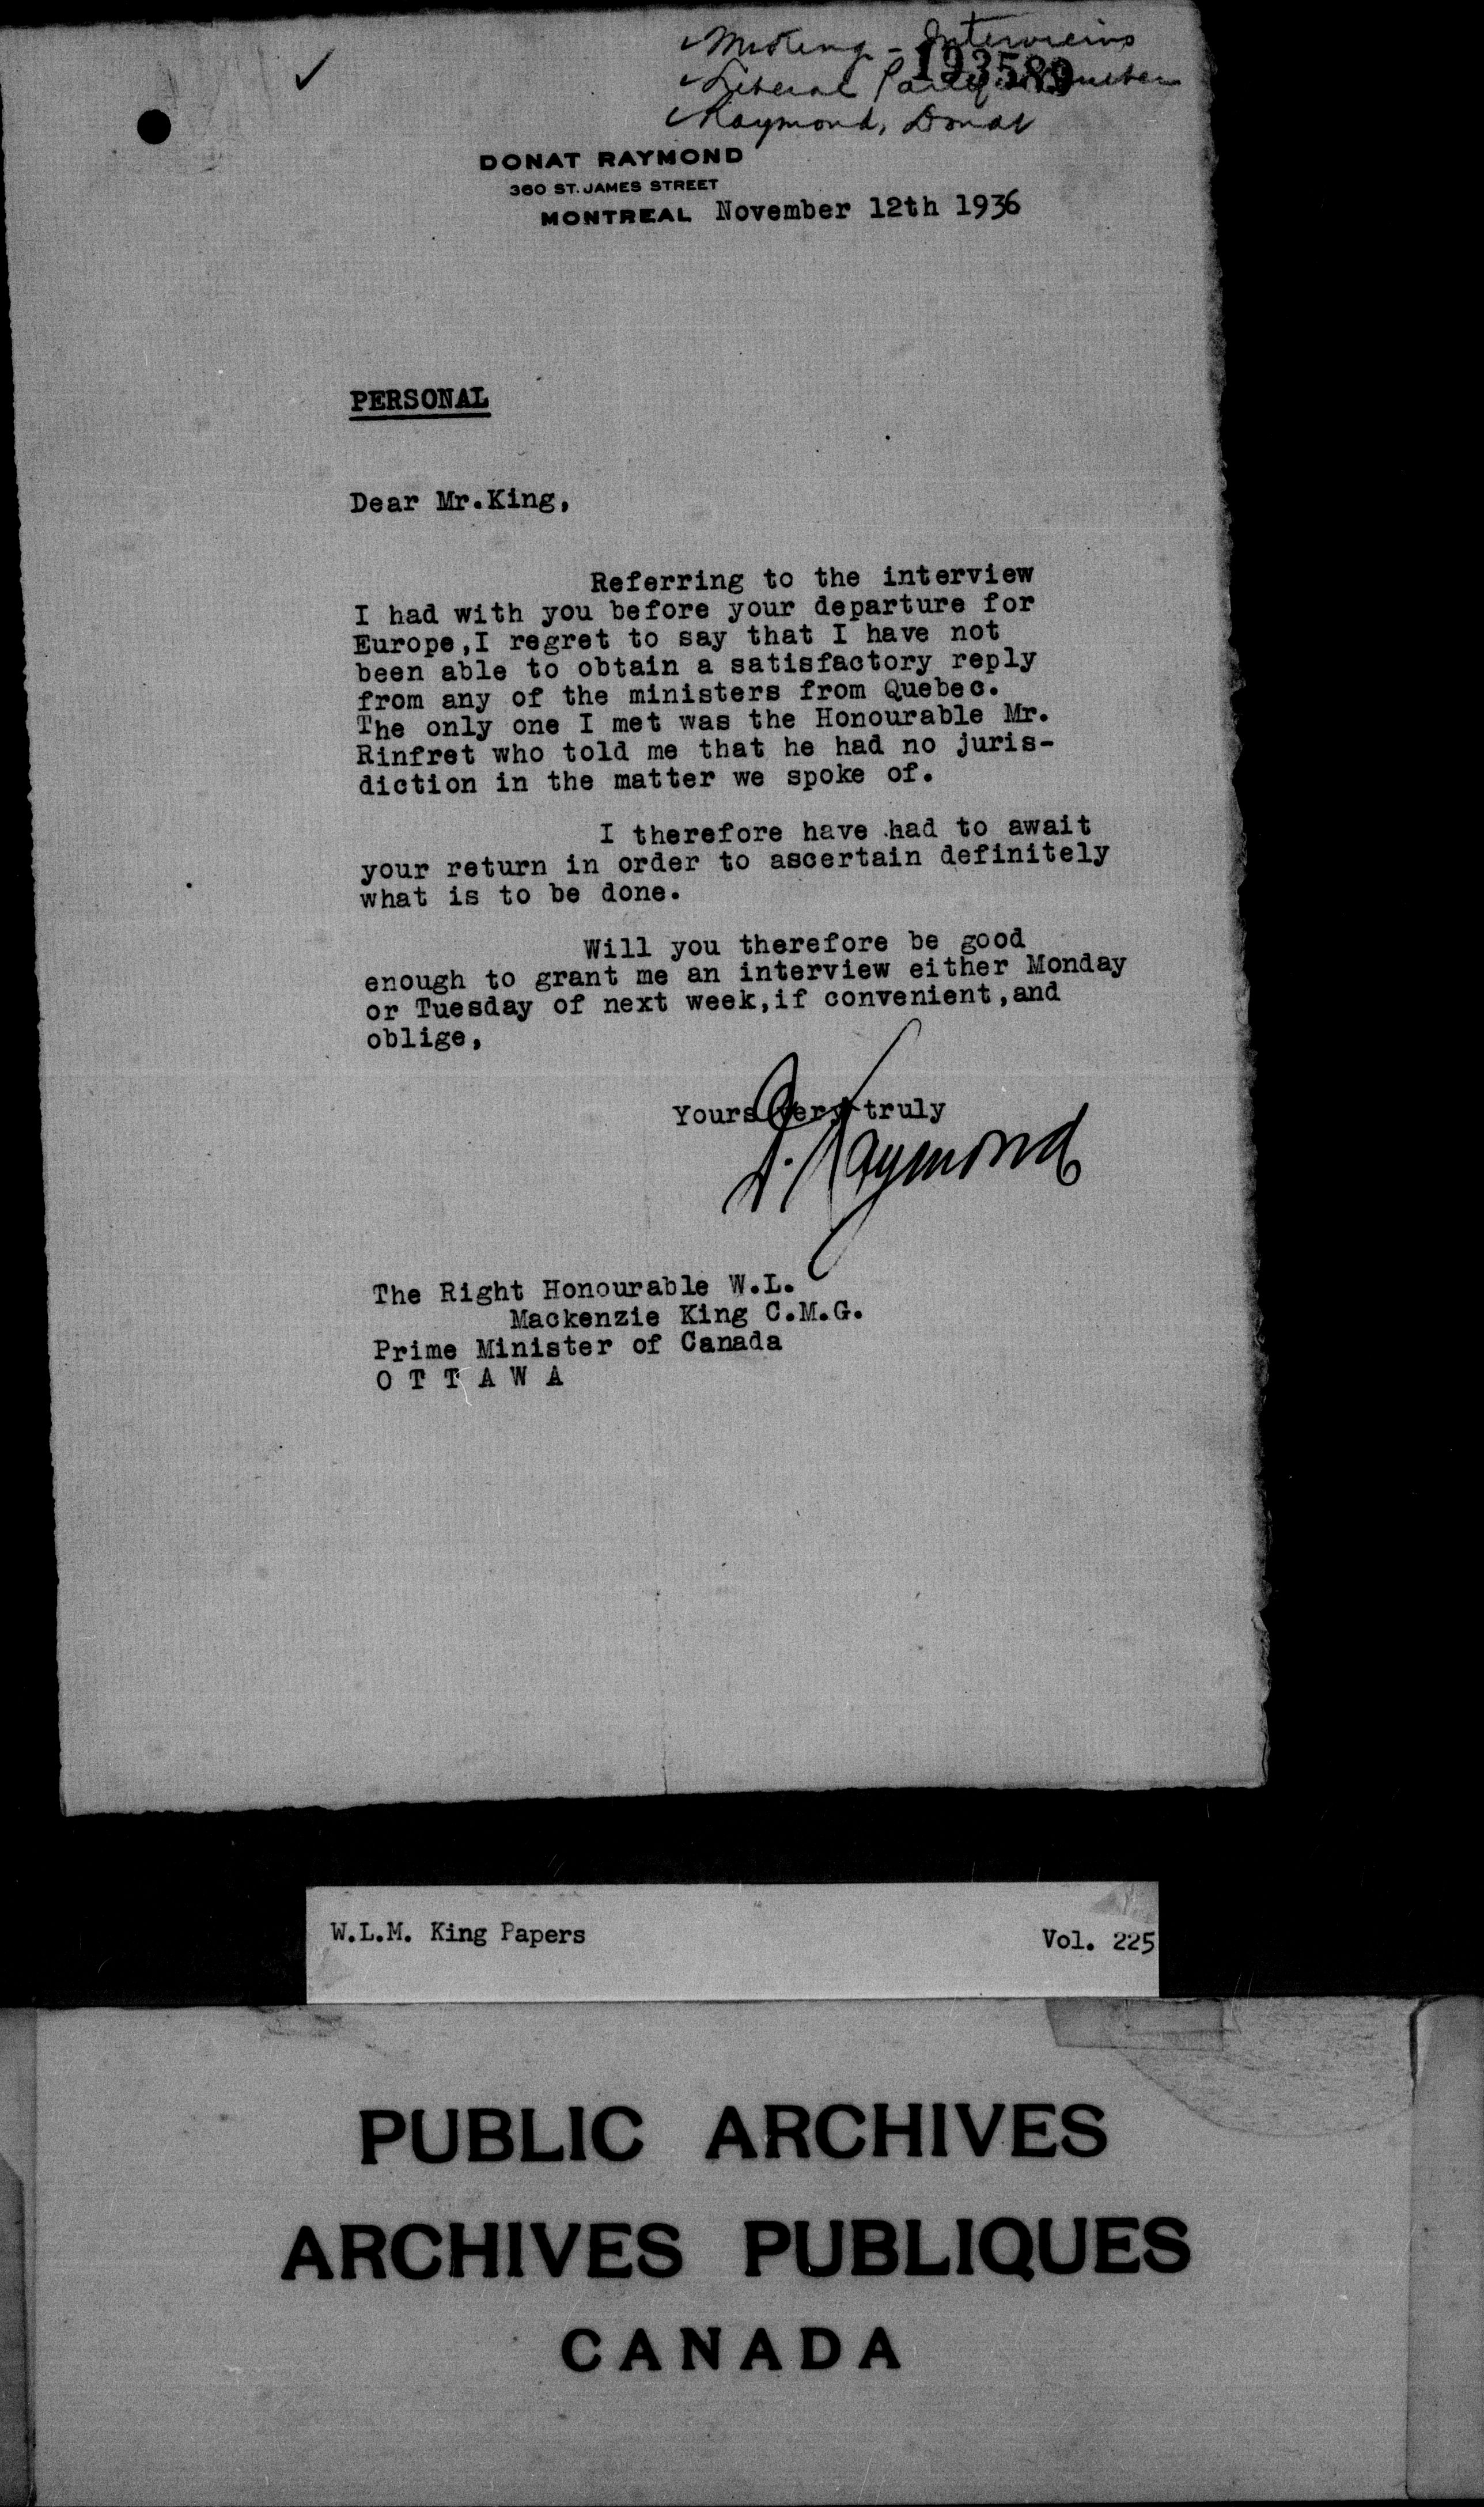 Mr King - Interviews
193589
Liberal Party Quebec
Raymond, Donat
DONAT RAYMOND
360 ST. JAMES STREET
MONTREAL November 12th 1936
PERSONAL
Dear Mr.King,
Referring to the interview
I had with you before your departure for
Europe,I regret to say that I have not
been able to obtain a satisfactory reply
from any of the ministers from Quebec.
The only one I met was the Honourable Mr.
Rinfret who told me that he had no juris-
diction in the matter we spoke of.
I therefore have had to await
your return in order to ascertain definitely
what is to be done.
Will you therefore be good
enough to grant me an interview either Monday
or Tuesday of next week,if convenient,and
oblige,
Yours very truly
D. Raymond
The Right Honourable W.L.
Mackenzie King C.M.G.
Prime Minister of Canada
O T T A W A
W.L.M. King Papers Vol. 225
PUBLIC ARCHIVES
ARCHIVES PUBLIQUES
CANADA